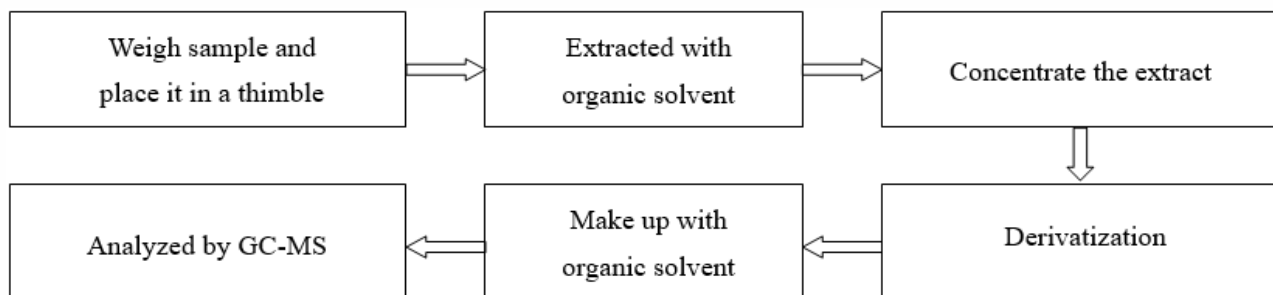 Weigh sample and
place it in a thimble
Extracted with
organic solvent
Concentrate the extract
Derivatization
Make up with
organic solvent
Analyzed by GC-MS